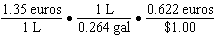 1.35 euros / 1 L • 1 L / 0.264 gal • 0.622 euros / $1.00